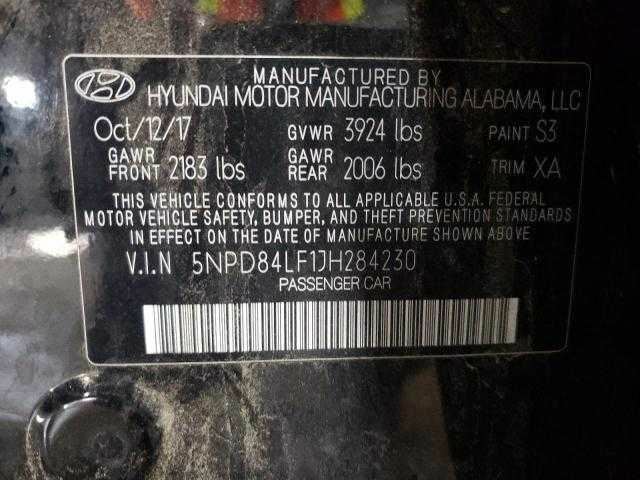 MANUFACTURED BY
HYUNDAI MOTOR MANUFACTURING ALABAMA, LLC
Oct/12/17 GVWR 3924 lbs PAINT S3
GAWR FRONT 2183 lbs GAWR REAR 2006 lbs TRIM XA
THIS VEHICLE CONFORMS TO ALL APPLICABLE U.S.A. FEDERAL
MOTOR VEHICLE SAFETY, BUMPER, AND THEFT PREVENTION STANDARDS
IN EFFECT ON THE DATE OF MANUFACTURE SHOWN ABOVE.
V.I.N 5NPD84LF1JH284230
PASSENGER CAR